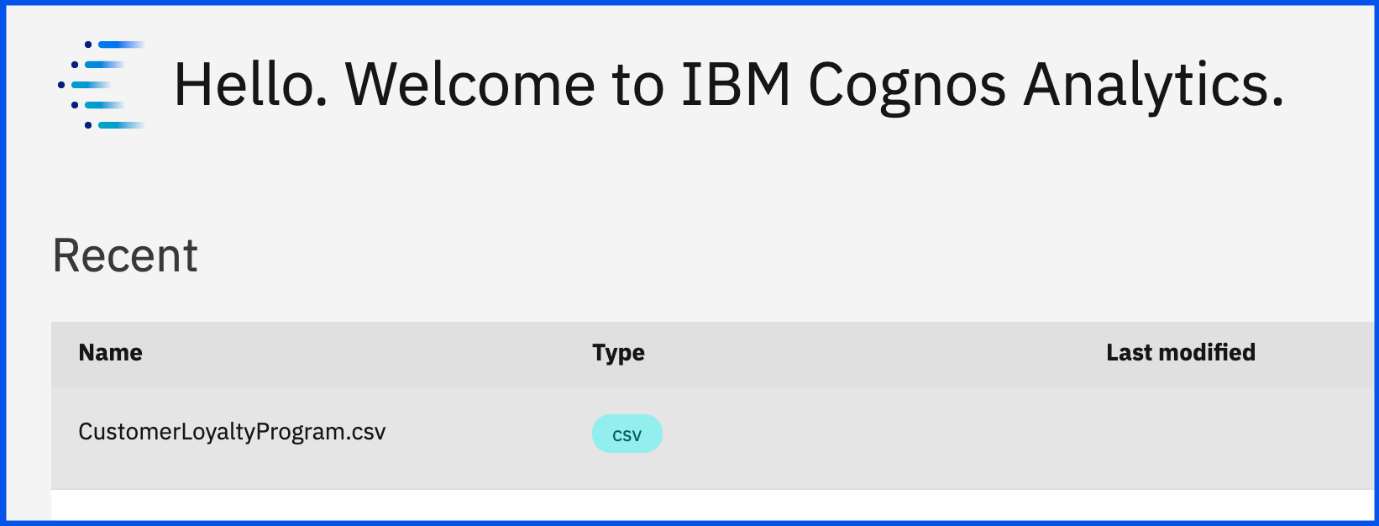 Hello. Welcome to IBM Cognos Analytics.
Recent
Name Type Last modified
CustomerLoyaltyProgram.csv csv